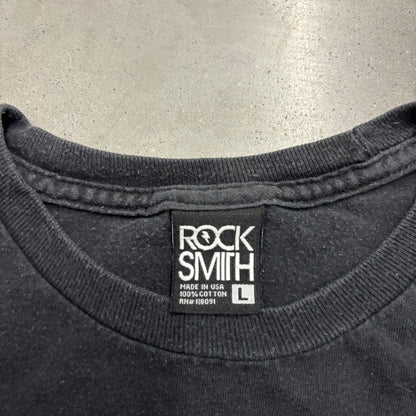 ROCK
SMITH
MADE IN USA
100% COTTON
RN# 118091
L